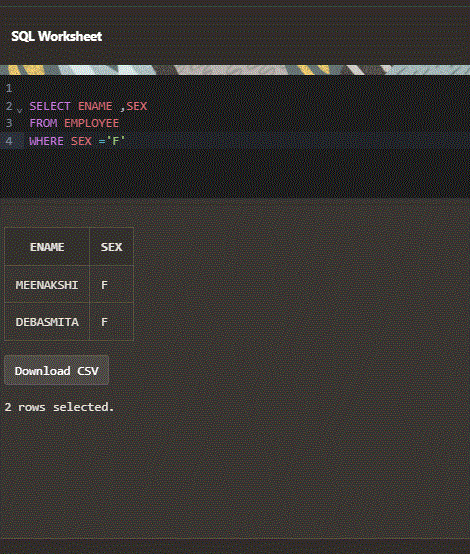 SQL Worksheet
1
2 SELECT ENAME ,SEX
3 FROM EMPLOYEE
4 WHERE SEX ='F'
ENAME SEX
MEENAKSHI F
DEBASMITA F
Download CSV
2 rows selected.